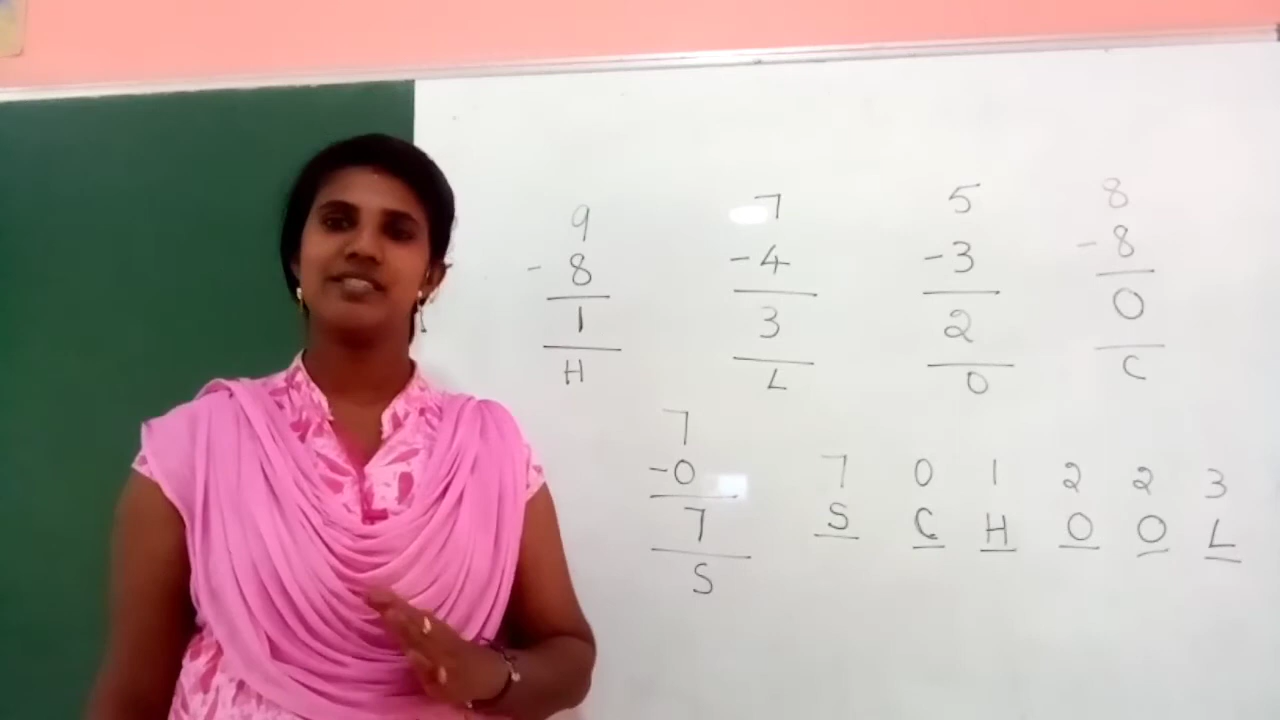 9 7 5 8
-8 -4 -3 -8
1 3 2 0
H L O C
7
-0
7
S
7 0 1 2 2 3
S C H O O L